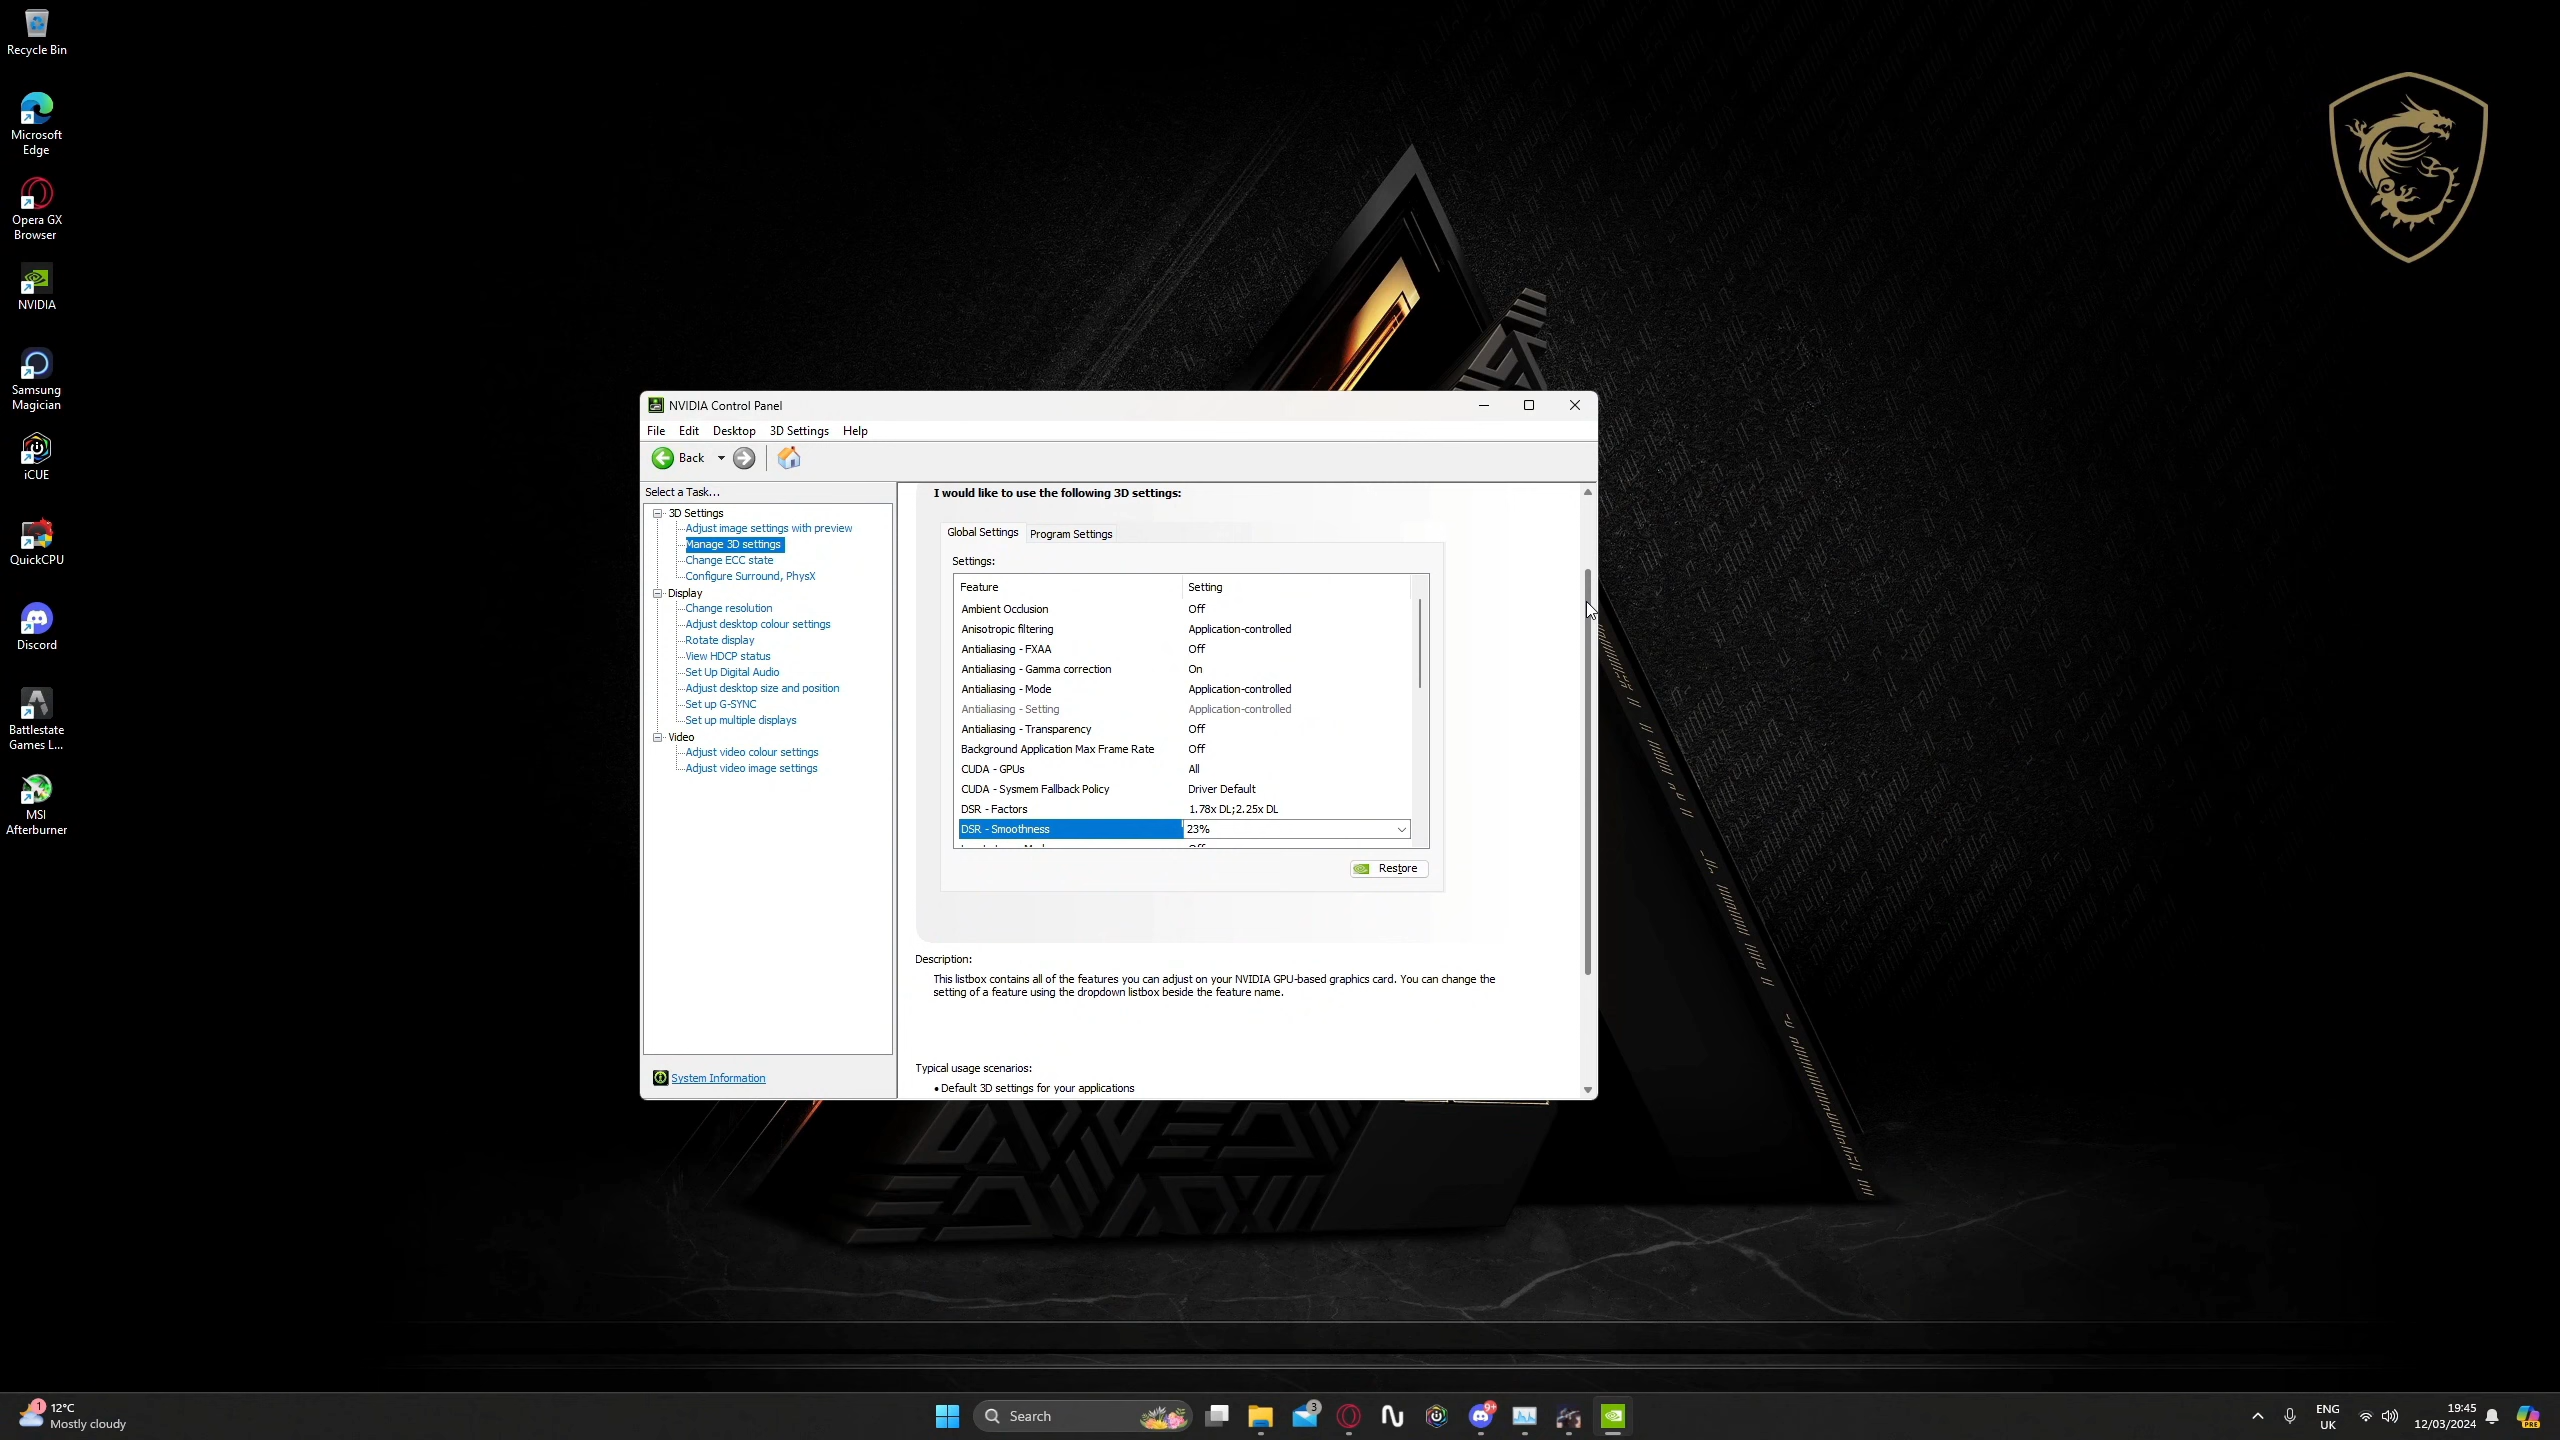 Recycle Bin
Microsoft
Edge
Opera GX
Browser
NVIDIA
Samsung
Magician
iCUE
QuickCPU
Discord
Battlestate
Games L...
MSI
Afterburner
NVIDIA Control Panel
File Edit Desktop 3D Settings Help
Back
Select a Task...
3D Settings
Adjust image settings with preview
Manage 3D settings
Change ECC state
Configure Surround, PhysX
Display
Change resolution
Adjust desktop colour settings
Rotate display
View HDCP status
Set Up Digital Audio
Adjust desktop size and position
Set up G-SYNC
Set up multiple displays
Video
Adjust video colour settings
Adjust video image settings
System Information
I would like to use the following 3D settings:
Global Settings Program Settings
Settings:
Feature Setting
Ambient Occlusion Off
Anisotropic filtering Application-controlled
Antialiasing - FXAA Off
Antialiasing - Gamma correction On
Antialiasing - Mode Application-controlled
Antialiasing - Setting Application-controlled
Antialiasing - Transparency Off
Background Application Max Frame Rate Off
CUDA - GPUs All
CUDA - Sysmem Fallback Policy Driver Default
DSR - Factors 1.78x DL;2.25x DL
DSR - Smoothness 23%
Restore
Description:
This listbox contains all of the features you can adjust on your NVIDIA GPU-based graphics card. You can change the
setting of a feature using the dropdown listbox beside the feature name.
Typical usage scenarios:
• Default 3D settings for your applications
1
12°C
Mostly cloudy
Search
3
9+
ENG
UK
19:45
12/03/2024
PRE